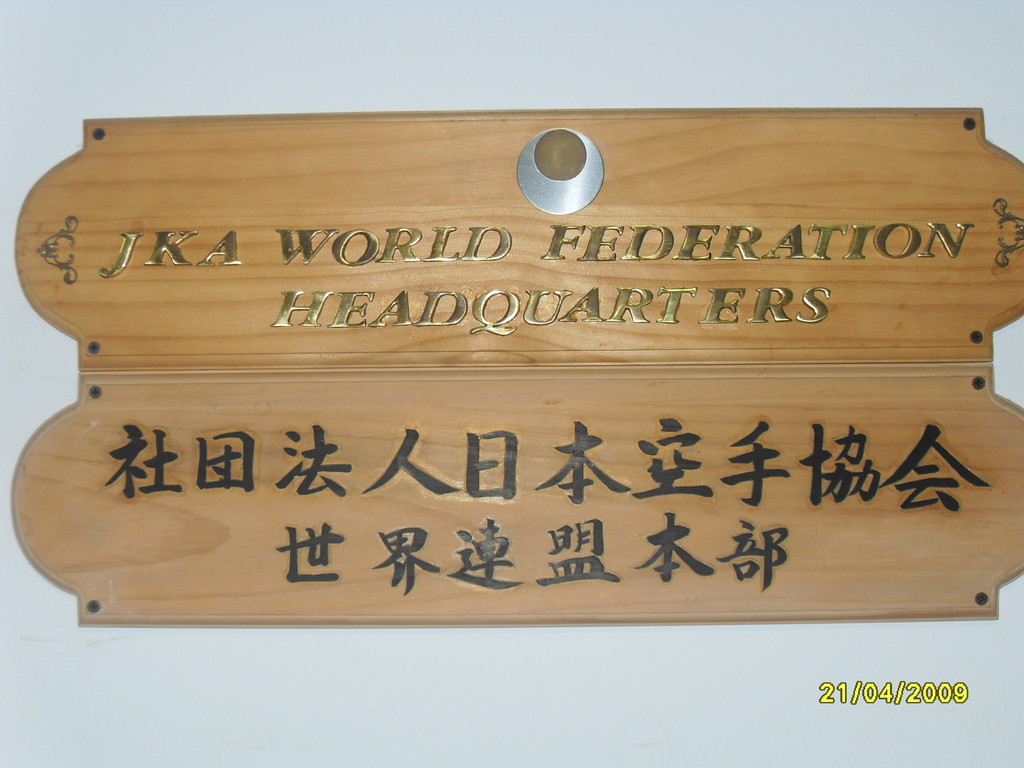 JKA WORLD FEDERATION
HEADQUARTERS
社団法人日本空手協会
世界連盟本部
21/04/2009